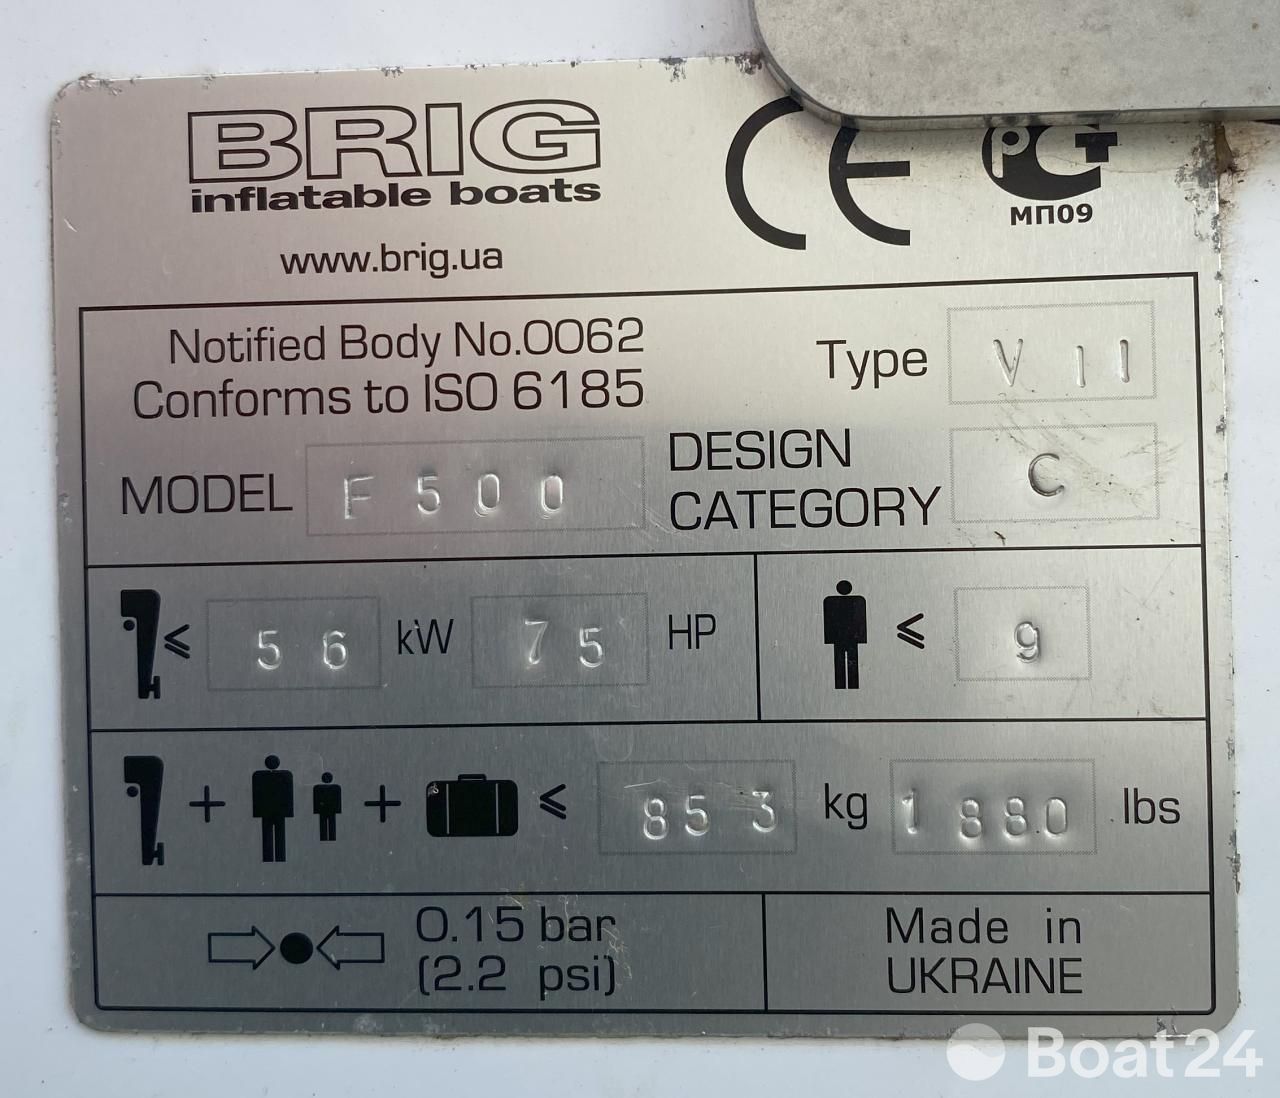 BRIG
inflatable boats
www.brig.ua
CE
РСТ
МП09
Notified Body No.0062
Conforms to ISO 6185
Type V II
MODEL F 500
DESIGN CATEGORY C
≤ 56 kW 75 HP
≤ 9
+ + ≤ 853 kg 1880 lbs
0.15 bar
(2.2 psi)
Made in
UKRAINE
Boat24